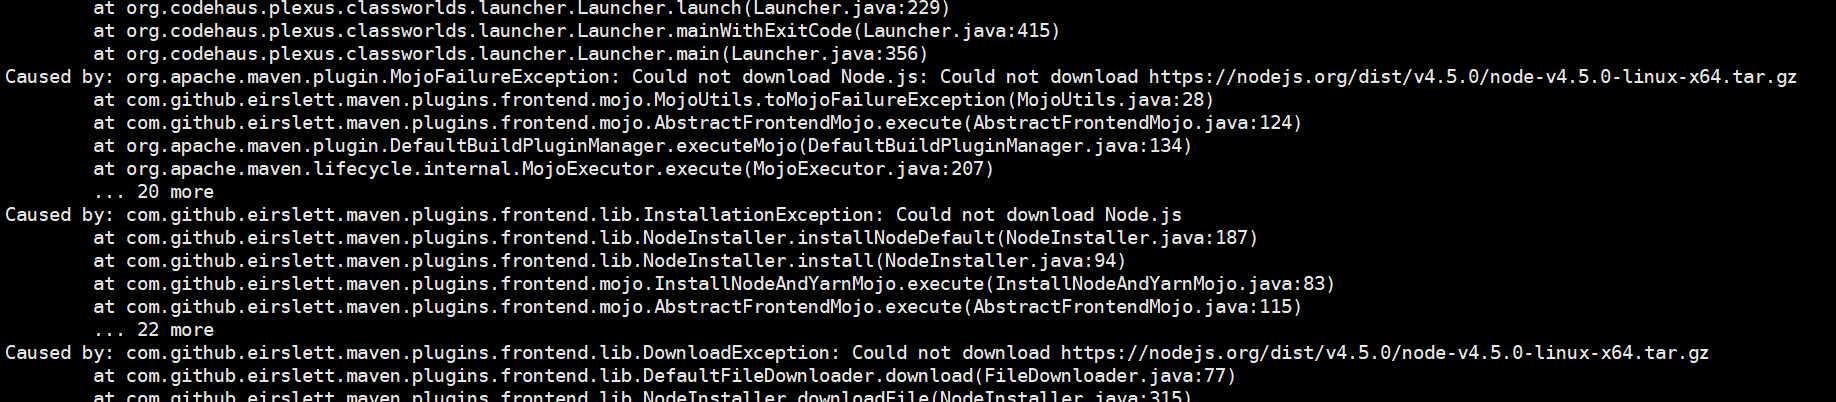 at org.codehaus.plexus.classworlds.launcher.Launcher.launch(Launcher.java:229)
at org.codehaus.plexus.classworlds.launcher.Launcher.mainWithExitCode(Launcher.java:415)
at org.codehaus.plexus.classworlds.launcher.Launcher.main(Launcher.java:356)
Caused by: org.apache.maven.plugin.MojoFailureException: Could not download Node.js: Could not download https://nodejs.org/dist/v4.5.0/node-v4.5.0-linux-x64.tar.gz
at com.github.eirslett.maven.plugins.frontend.mojo.MojoUtils.toMojoFailureException(MojoUtils.java:28)
at com.github.eirslett.maven.plugins.frontend.mojo.AbstractFrontendMojo.execute(AbstractFrontendMojo.java:124)
at org.apache.maven.plugin.DefaultBuildPluginManager.executeMojo(DefaultBuildPluginManager.java:134)
at org.apache.maven.lifecycle.internal.MojoExecutor.execute(MojoExecutor.java:207)
... 20 more
Caused by: com.github.eirslett.maven.plugins.frontend.lib.InstallationException: Could not download Node.js
at com.github.eirslett.maven.plugins.frontend.lib.NodeInstaller.installNodeDefault(NodeInstaller.java:187)
at com.github.eirslett.maven.plugins.frontend.lib.NodeInstaller.install(NodeInstaller.java:94)
at com.github.eirslett.maven.plugins.frontend.mojo.InstallNodeAndYarnMojo.execute(InstallNodeAndYarnMojo.java:83)
at com.github.eirslett.maven.plugins.frontend.mojo.AbstractFrontendMojo.execute(AbstractFrontendMojo.java:115)
... 22 more
Caused by: com.github.eirslett.maven.plugins.frontend.lib.DownloadException: Could not download https://nodejs.org/dist/v4.5.0/node-v4.5.0-linux-x64.tar.gz
at com.github.eirslett.maven.plugins.frontend.lib.DefaultFileDownloader.download(FileDownloader.java:77)
at com.github.eirslett.maven.plugins.frontend.lib.NodeInstaller.downloadFile(NodeInstaller.java:315)